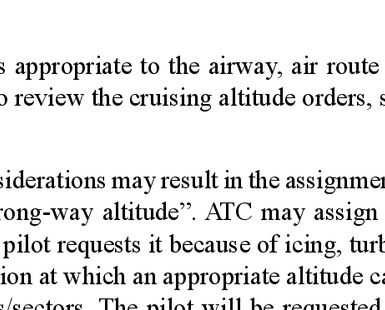 s appropriate to the airway, air route
o review the cruising altitude orders, s
siderations may result in the assignmen
rong-way altitude”. ATC may assign
pilot requests it because of icing, turb
ion at which an appropriate altitude ca
s/sectors. The pilot will be requested